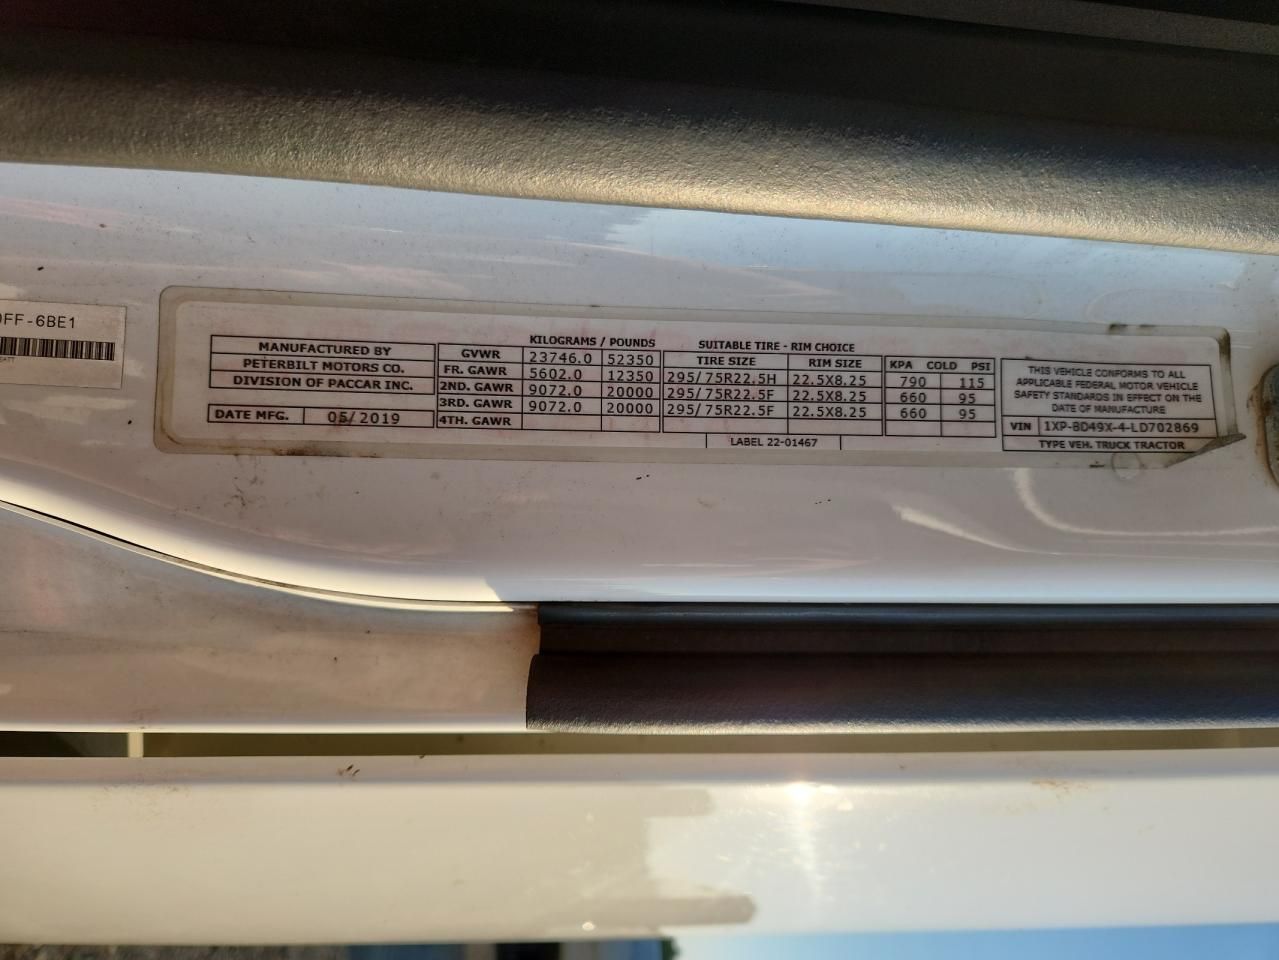 0FF-6BE1
MANUFACTURED BY
PETERBILT MOTORS CO.
DIVISION OF PACCAR INC.
DATE MFG. 05/2019
KILOGRAMS / POUNDS SUITABLE TIRE - RIM CHOICE
TIRE SIZE RIM SIZE KPA COLD PSI
GVWR 23746.0 52350
FR. GAWR 5602.0 12350 295/75R22.5H 22.5X8.25 790 115
2ND. GAWR 9072.0 20000 295/75R22.5F 22.5X8.25 660 95
3RD. GAWR 9072.0 20000 295/75R22.5F 22.5X8.25 660 95
4TH. GAWR
LABEL 22-01467
THIS VEHICLE CONFORMS TO ALL
APPLICABLE FEDERAL MOTOR VEHICLE
SAFETY STANDARDS IN EFFECT ON THE
DATE OF MANUFACTURE
VIN 1XP-BD49X-4-LD702869
TYPE VEH. TRUCK TRACTOR